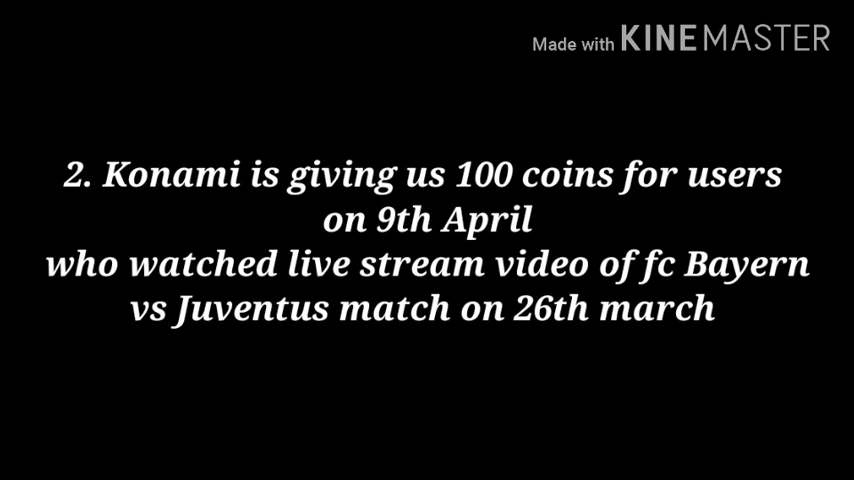 Made with KINEMASTER
2. Konami is giving us 100 coins for users
on 9th April
who watched live stream video of fc Bayern
vs Juventus match on 26th march